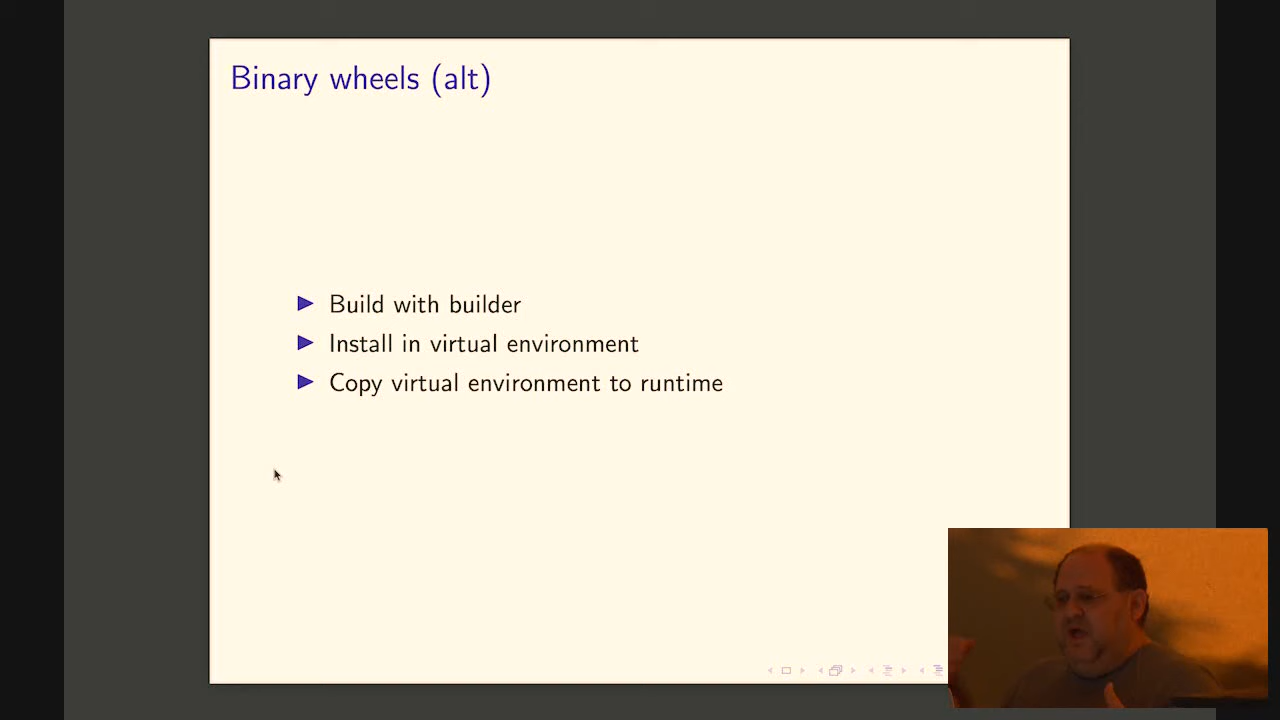 Binary wheels (alt)
Build with builder
Install in virtual environment
Copy virtual environment to runtime